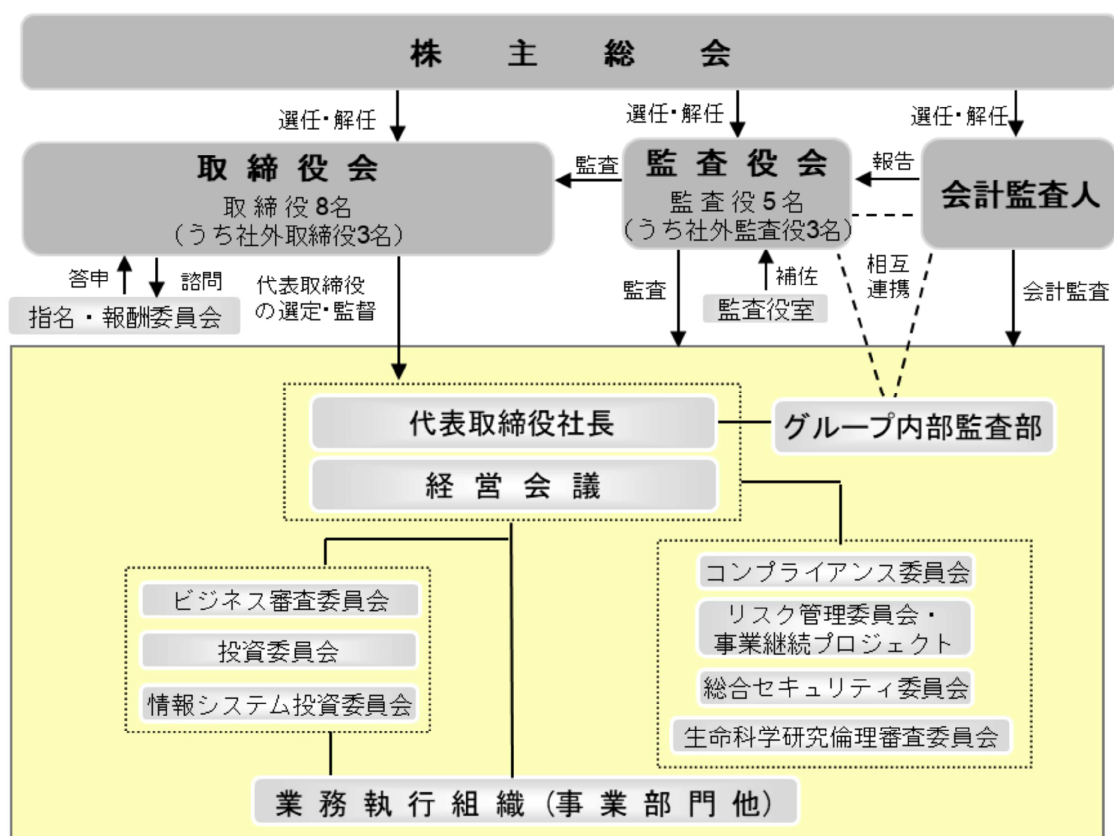 株主総会
選任・解任
選任・解任
選任・解任
取締役会
取締役8名
（うち社外取締役3名）
監査
監査役会
監査役5名
（うち社外監査役3名）
報告
会計監査人
答申
諮問
指名・報酬委員会
代表取締役
の選定・監督
監査
補佐
監査役室
相互
連携
会計監査
代表取締役社長
経営会議
グループ内部監査部
ビジネス審査委員会
投資委員会
情報システム投資委員会
コンプライアンス委員会
リスク管理委員会・
事業継続プロジェクト
総合セキュリティ委員会
生命科学研究倫理審査委員会
業務執行組織（事業部門他）